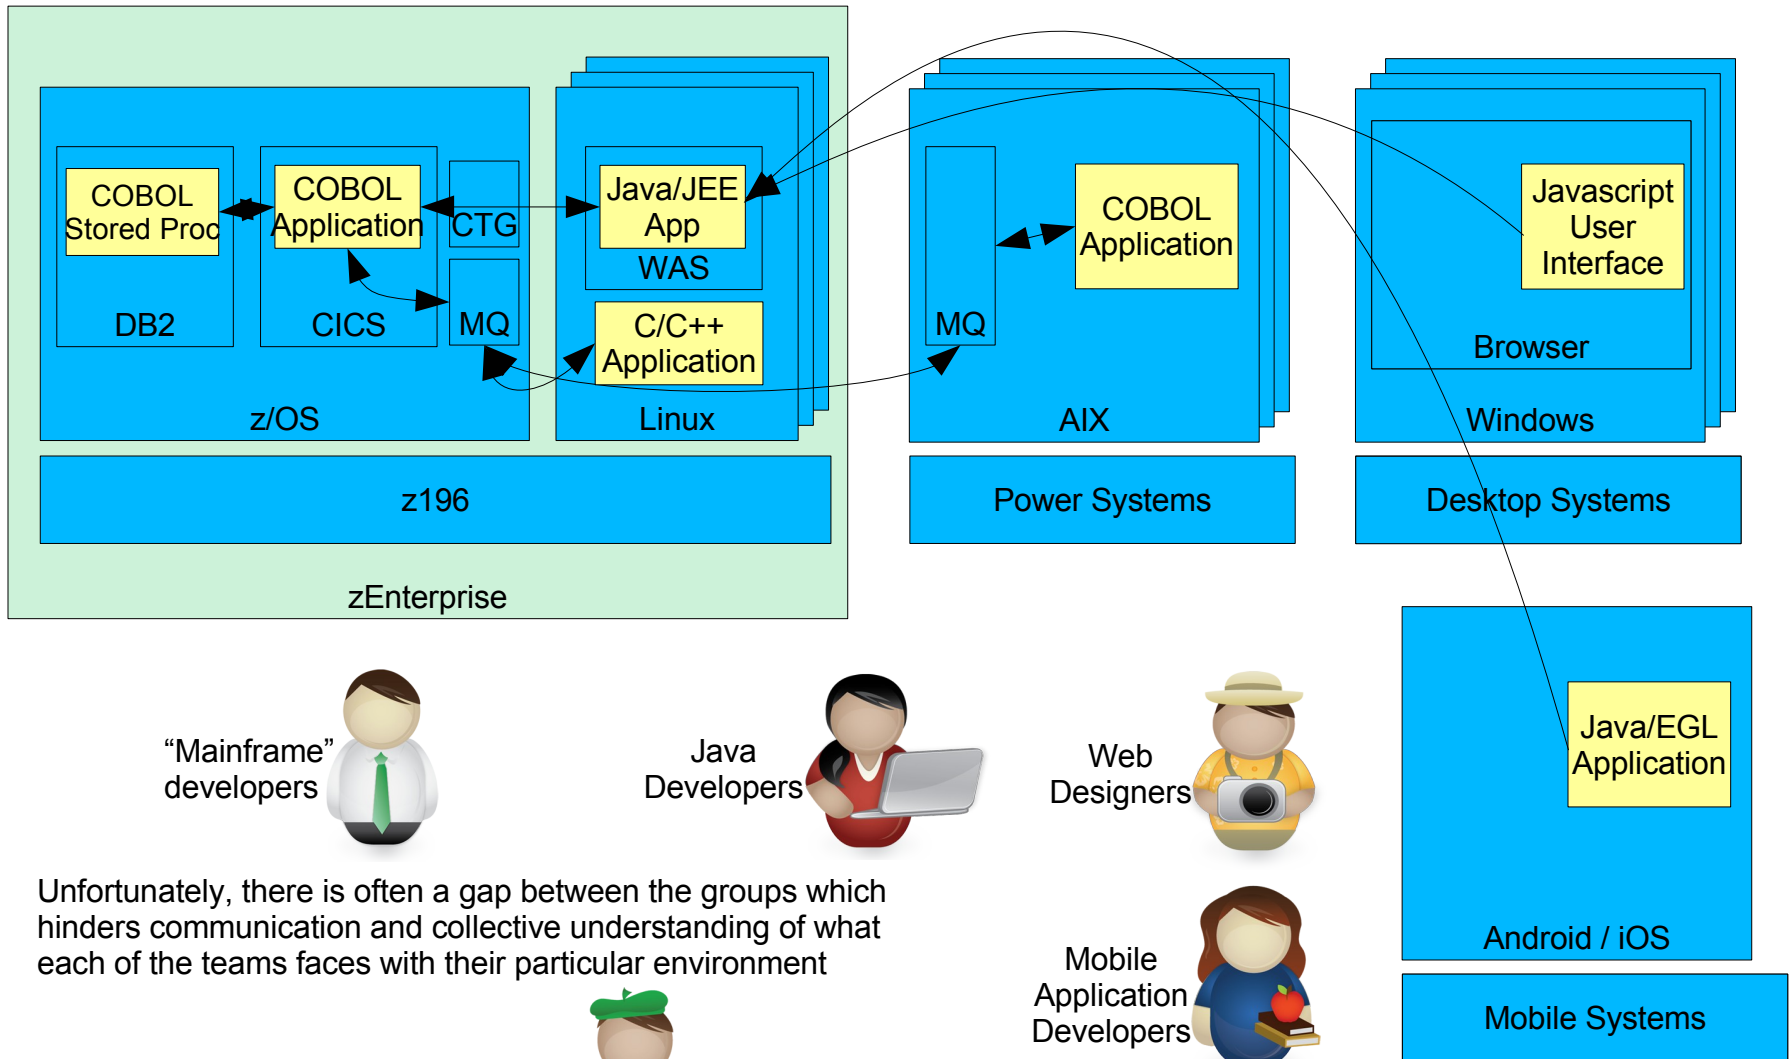 COBOL
Stored Proc
DB2
COBOL
Application
CICS
CTG
MQ
z/OS
Java/JEE
App
WAS
C/C++
Application
Linux
z196
zEnterprise
MQ
COBOL
Application
AIX
Power Systems
Javascript
User
Interface
Browser
Windows
Desktop Systems
Java/EGL
Application
Android / iOS
Mobile Systems
“Mainframe”
developers
Java
Developers
Web
Designers
Unfortunately, there is often a gap between the groups which
hinders communication and collective understanding of what
each of the teams faces with their particular environment
Mobile
Application
Developers